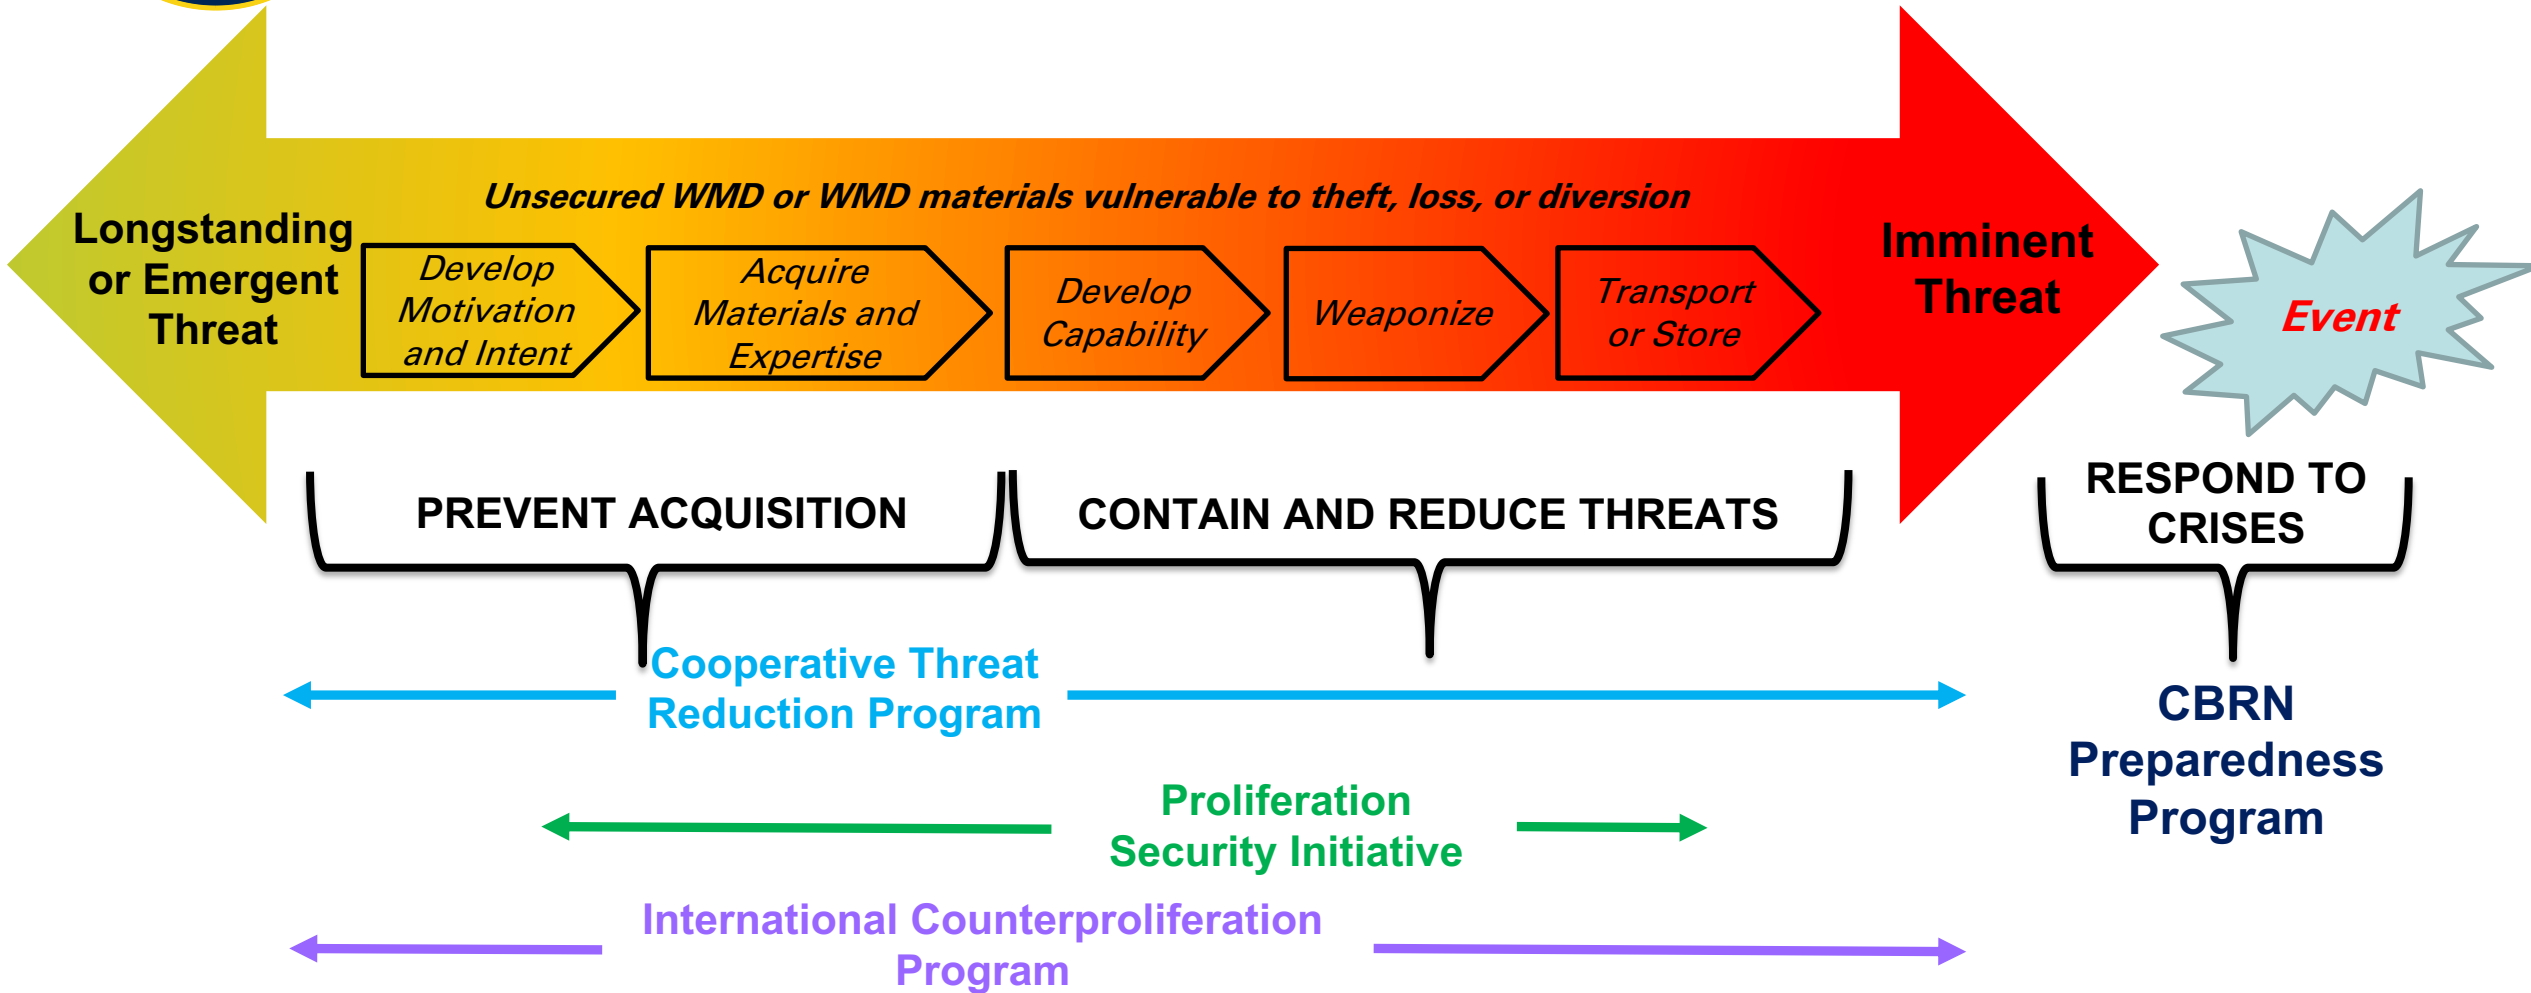 Unsecured WMD or WMD materials vulnerable to theft, loss, or diversion
Longstanding
or Emergent
Threat
Develop
Motivation
and Intent
Acquire
Materials and
Expertise
Develop
Capability
Weaponize
Transport
or Store
Imminent
Threat
Event
PREVENT ACQUISITION
CONTAIN AND REDUCE THREATS
RESPOND TO
CRISES
Cooperative Threat
Reduction Program
CBRN
Preparedness
Program
Proliferation
Security Initiative
International Counterproliferation
Program